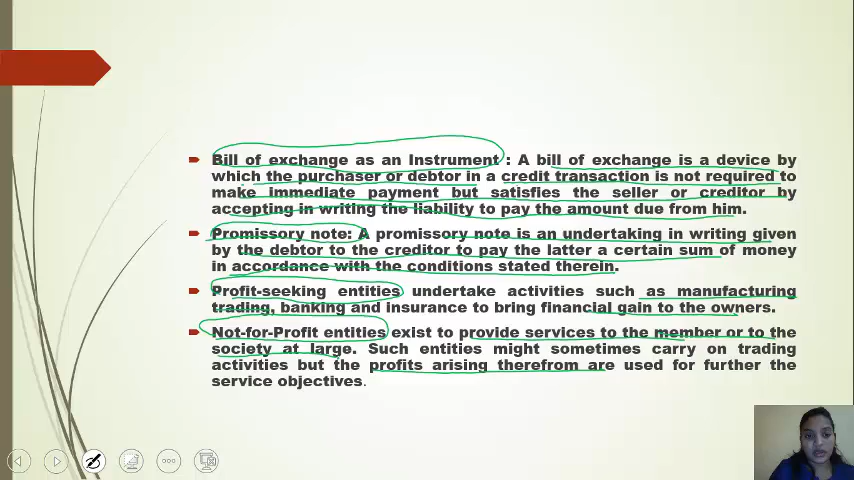 Bill of exchange as an Instrument : A bill of exchange is a device by
which the purchaser or debtor in a credit transaction is not required to
make immediate payment but satisfies the seller or creditor by
accepting in writing the liability to pay the amount due from him.
Promissory note: A promissory note is an undertaking in writing given
by the debtor to the creditor to pay the latter a certain sum of money
in accordance with the conditions stated therein.
Profit-seeking entities undertake activities such as manufacturing
trading, banking and insurance to bring financial gain to the owners.
Not-for-Profit entities exist to provide services to the member or to the
society at large. Such entities might sometimes carry on trading
activities but the profits arising therefrom are used for further the
service objectives.